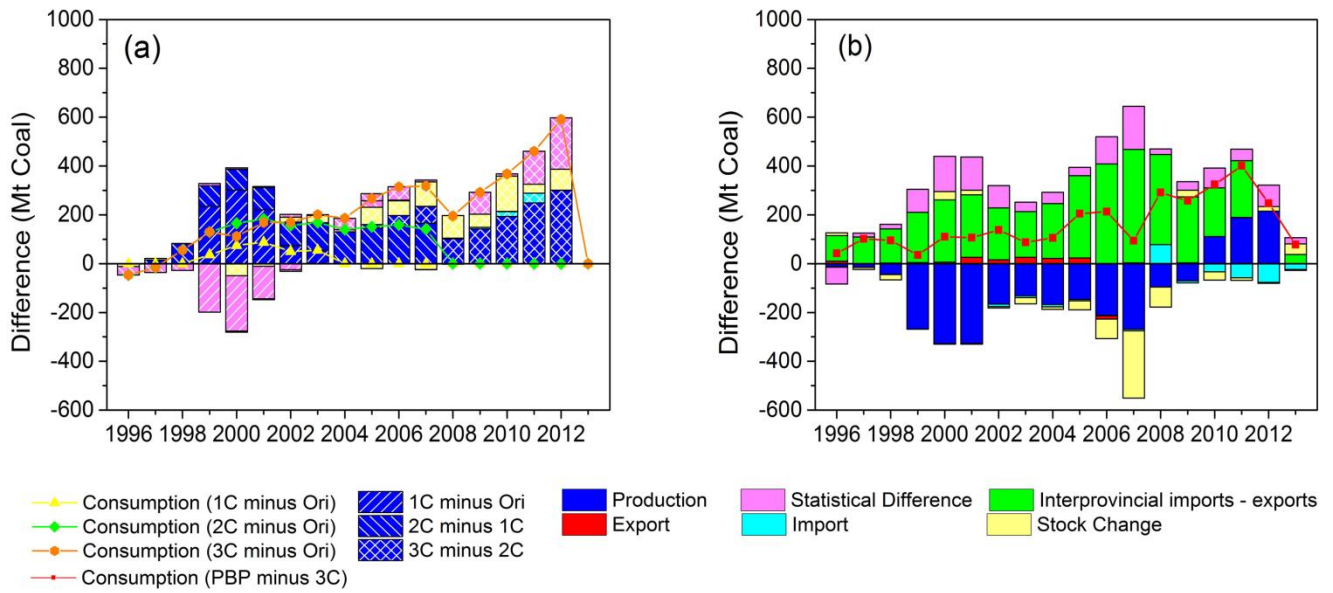 (a)
Difference (Mt Coal)
1000
800
600
400
200
0
-200
-400
-600
1996 1998 2000 2002 2004 2006 2008 2010 2012
(b)
Difference (Mt Coal)
1000
800
600
400
200
0
-200
-400
-600
1996 1998 2000 2002 2004 2006 2008 2010 2012
Consumption (1C minus Ori)
Consumption (2C minus Ori)
Consumption (3C minus Ori)
Consumption (PBP minus 3C)
1C minus Ori
2C minus 1C
3C minus 2C
Production
Export
Statistical Difference
Import
Interprovincial imports - exports
Stock Change